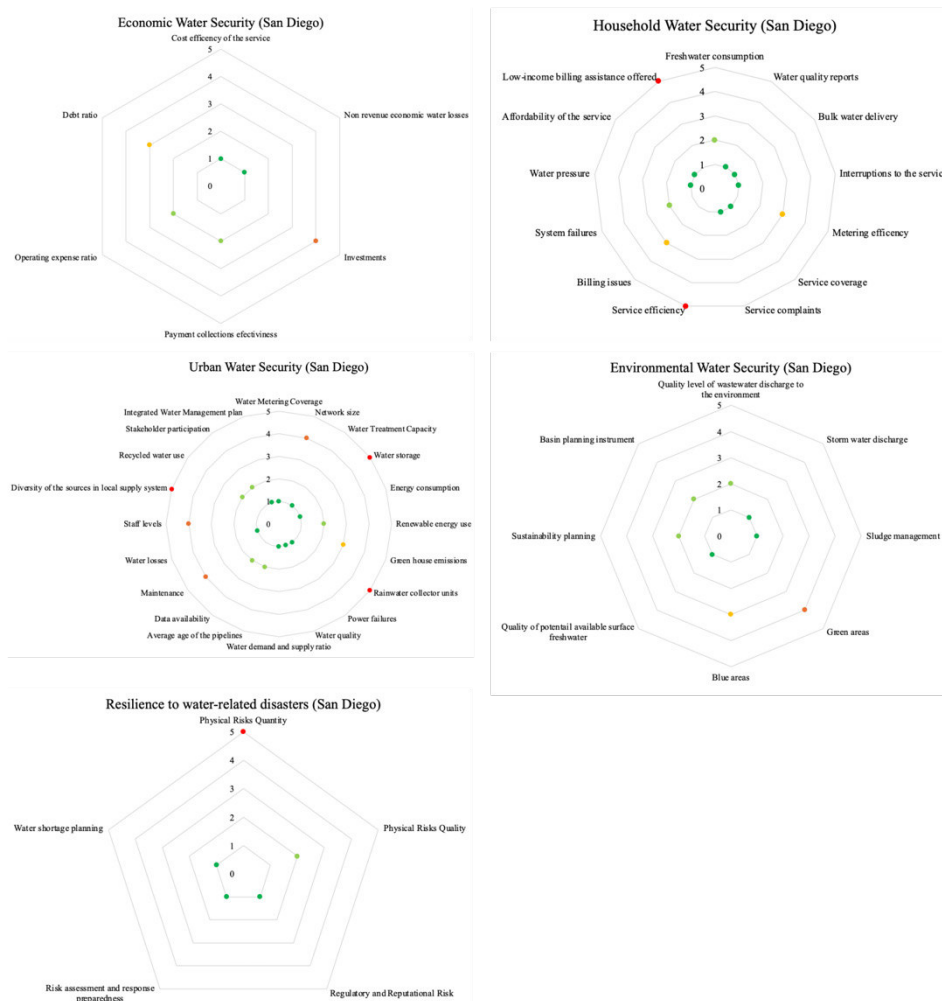 Economic Water Security (San Diego)
Cost efficency of the service
5
4
3
2
1
0
Debt ratio
Non revenue economic water losses
Operating expense ratio
Investments
Payment collections efectiviness
Household Water Security (San Diego)
Freshwater consumption
5
4
3
2
1
0
Low-income billing assistance offered
Water quality reports
Affordability of the service
Bulk water delivery
Water pressure
Interruptions to the service
System failures
Metering efficency
Billing issues
Service coverage
Service efficiency
Service complaints
Urban Water Security (San Diego)
Water Metering Coverage
5
4
3
2
1
0
Integrated Water Management plan
Network size
Stakeholder participation
Water Treatment Capacity
Recycled water use
Water storage
Diversity of the sources in local supply system
Energy consumption
Staff levels
Renewable energy use
Water losses
Green house emissions
Maintenance
Rainwater collector units
Data availability
Power failures
Average age of the pipelines
Water quality
Water demand and supply ratio
Environmental Water Security (San Diego)
Quality level of wastewater discharge to
the environment
5
4
3
2
1
0
Basin planning instrument
Storm water discharge
Sustainability planning
Sludge management
Quality of potentail available surface
freshwater
Green areas
Blue areas
Resilience to water-related disasters (San Diego)
Physical Risks Quantity
5
4
3
2
1
0
Water shortage planning
Physical Risks Quality
Risk assessment and response
preparedness
Regulatory and Reputational Risk